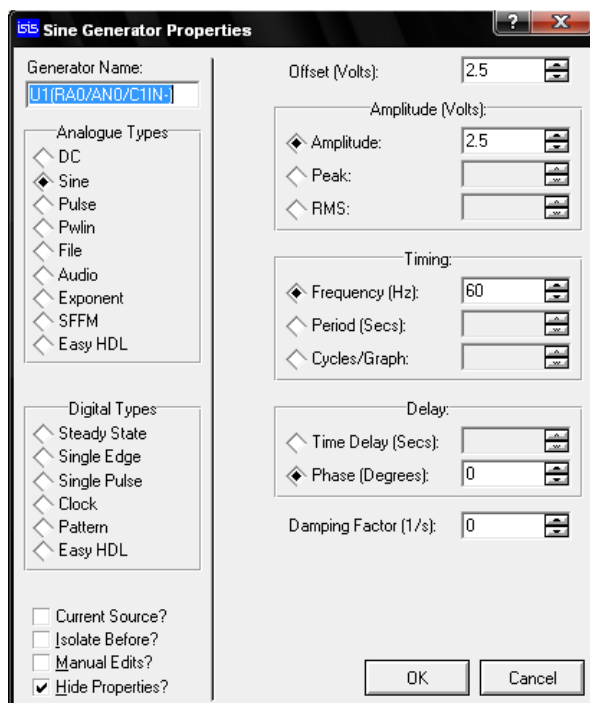 isis Sine Generator Properties
?
X
Generator Name:
U1(RA0/AN0/C1IN-)
Analogue Types
DC
Sine
Pulse
Pwlin
File
Audio
Exponent
SFFM
Easy HDL
Digital Types
Steady State
Single Edge
Single Pulse
Clock
Pattern
Easy HDL
Current Source?
Isolate Before?
Manual Edits?
Hide Properties?
Offset (Volts): 2.5
Amplitude (Volts):
Amplitude: 2.5
Peak:
RMS:
Timing:
Frequency (Hz): 60
Period (Secs):
Cycles/Graph:
Delay:
Time Delay (Secs):
Phase (Degrees): 0
Damping Factor (1/s): 0
OK Cancel